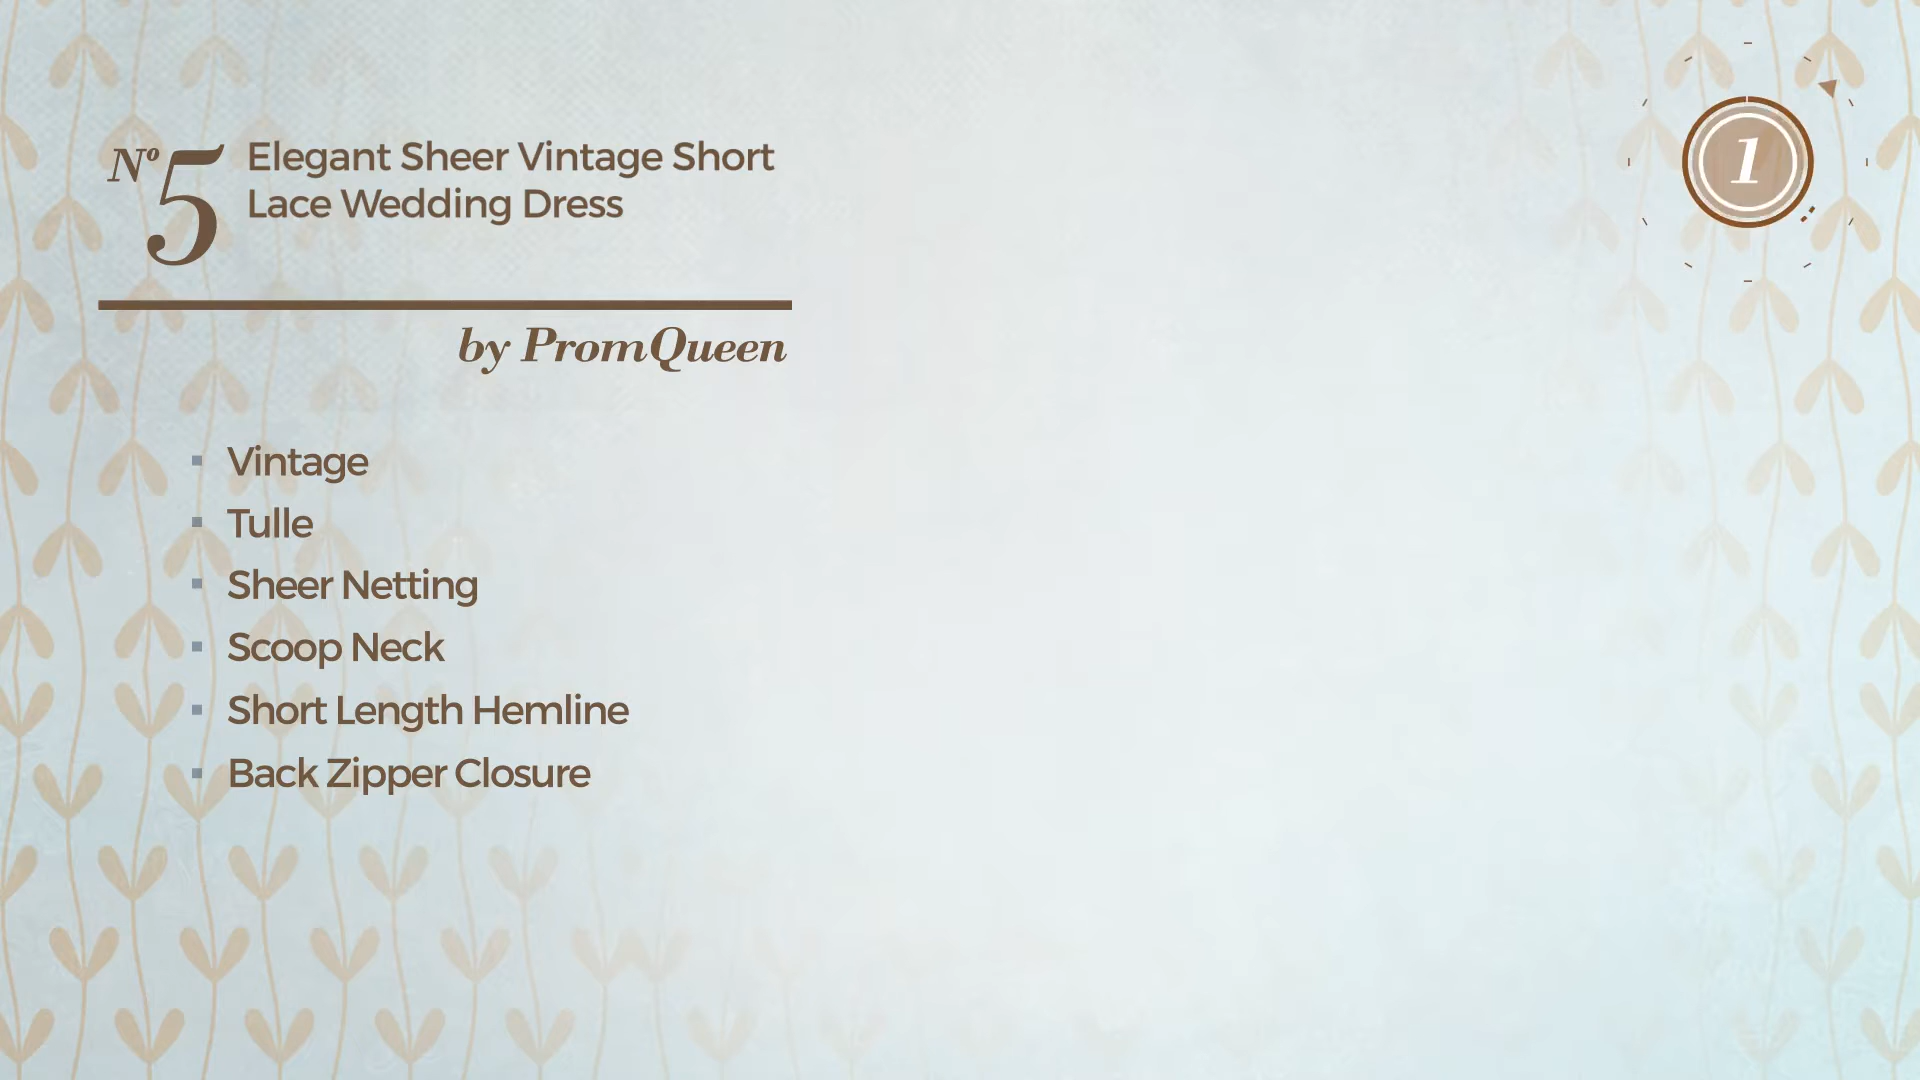 Nº5 Elegant Sheer Vintage Short
Lace Wedding Dress
by PromQueen
1
Vintage
Tulle
Sheer Netting
Scoop Neck
Short Length Hemline
Back Zipper Closure